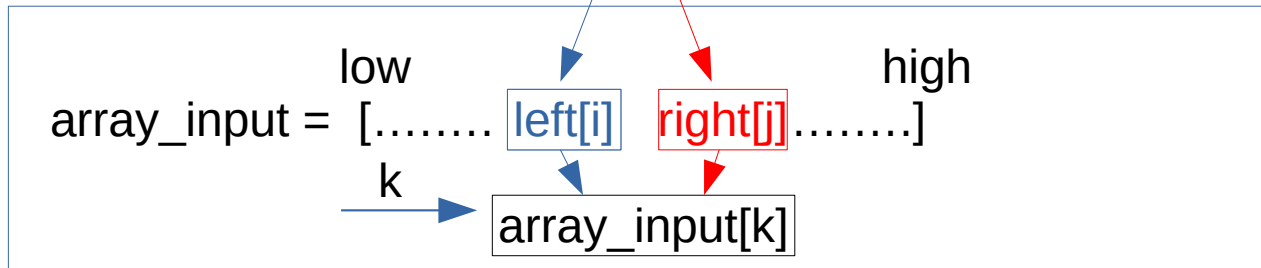 low high
array_input = [........ left[i] right[j] ........]
k
array_input[k]